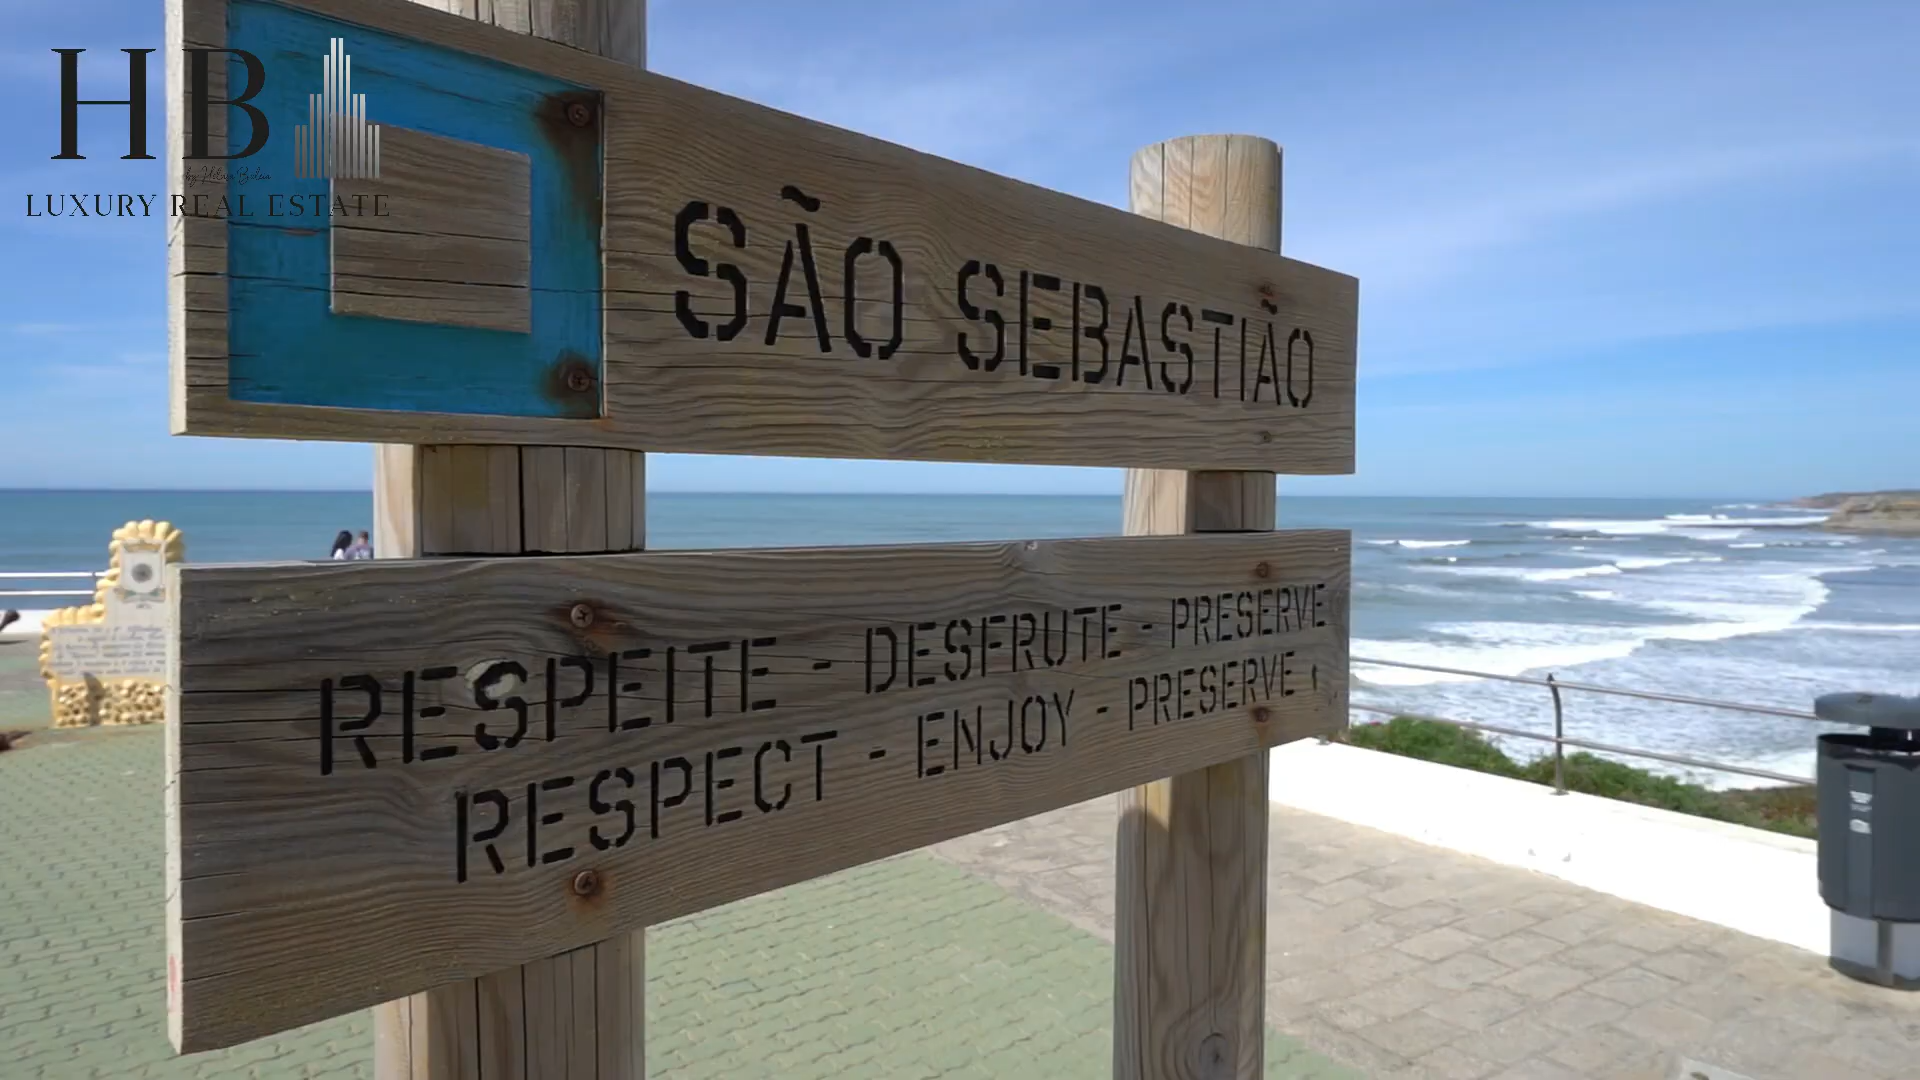 HB
LUXURY REAL ESTATE
SÃO SEBASTIÃO
RESPEITE - DESFRUTE - PRESERVE
RESPECT - ENJOY - PRESERVE